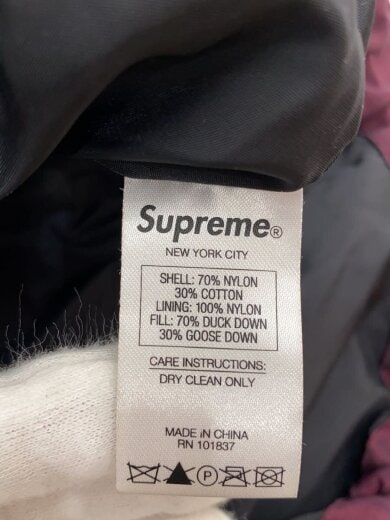 Supreme®
NEW YORK CITY
SHELL: 70% NYLON
30% COTTON
LINING: 100% NYLON
FILL: 70% DUCK DOWN
30% GOOSE DOWN
CARE INSTRUCTIONS:
DRY CLEAN ONLY
MADE IN CHINA
RN 101837
P